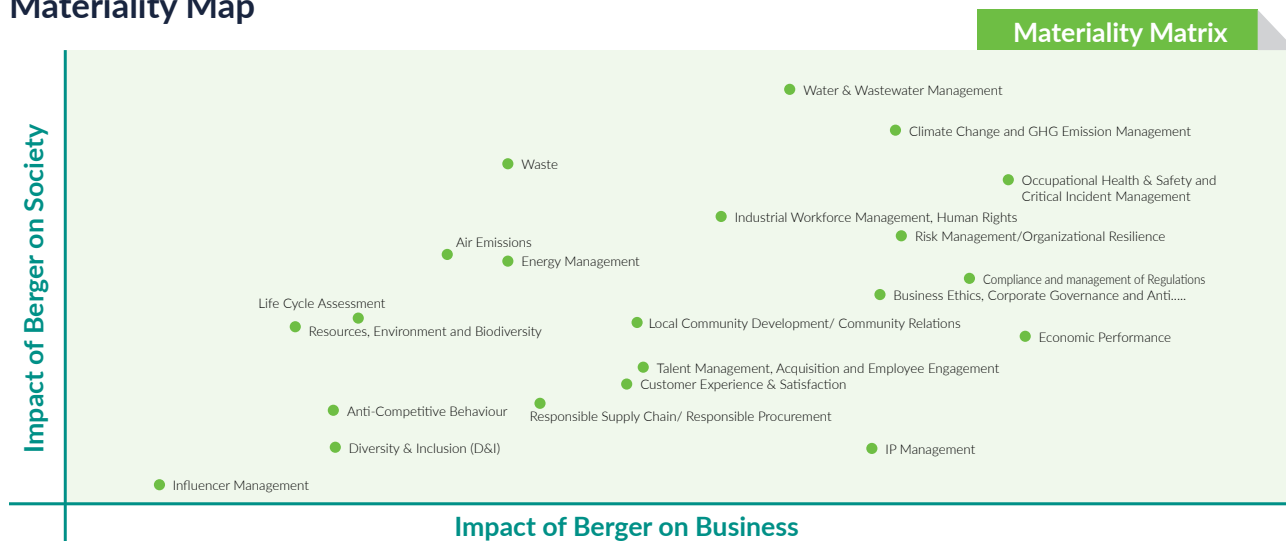 Materiality Map
Materiality Matrix
Impact of Berger on Society
Water & Wastewater Management
Climate Change and GHG Emission Management
Waste
Occupational Health & Safety and
Critical Incident Management
Industrial Workforce Management, Human Rights
Risk Management/Organizational Resilience
Air Emissions
Energy Management
Compliance and management of Regulations
Business Ethics, Corporate Governance and Anti.....
Life Cycle Assessment
Resources, Environment and Biodiversity
Local Community Development/ Community Relations
Economic Performance
Talent Management, Acquisition and Employee Engagement
Customer Experience & Satisfaction
Anti-Competitive Behaviour
Responsible Supply Chain/ Responsible Procurement
Diversity & Inclusion (D&I)
IP Management
Influencer Management
Impact of Berger on Business